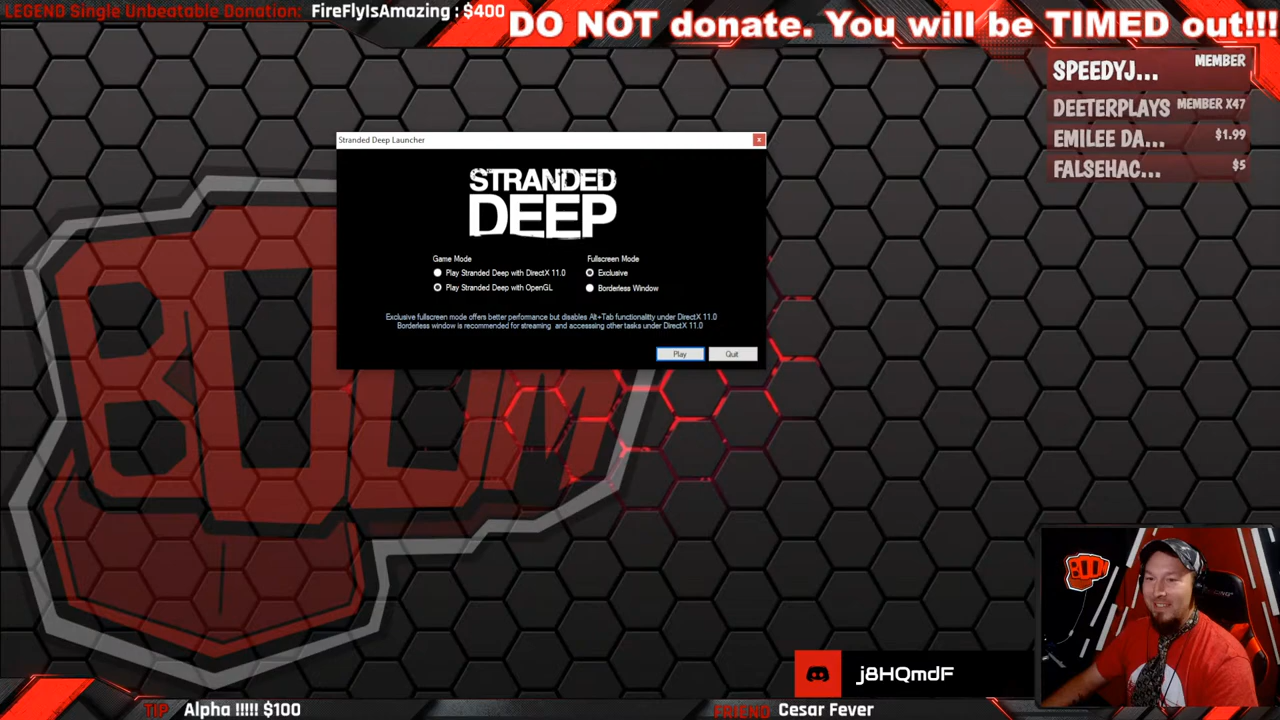 LEGEND Single Unbeatable Donation: FireFlyIsAmazing : $400
DO NOT donate. You will be TIMED out!!!
SPEEDYJ... MEMBER
DEETERPLAYS MEMBER X47
EMILEE DA... $1.99
FALSEHAC... $5
Stranded Deep Launcher
STRANDED
DEEP
Game Mode
Play Stranded Deep with DirectX 11.0
Play Stranded Deep with OpenGL
Fullscreen Mode
Exclusive
Borderless Window
Exclusive fullscreen mode offers better performance but disables Alt+Tab functionality under DirectX 11.0
Borderless window is recommended for streaming and accesssing other tasks under DirectX 11.0
Play Quit
BOOM
BOOM
j8HQmdF
TIP Alpha !!!!! $100
FRIEND Cesar Fever